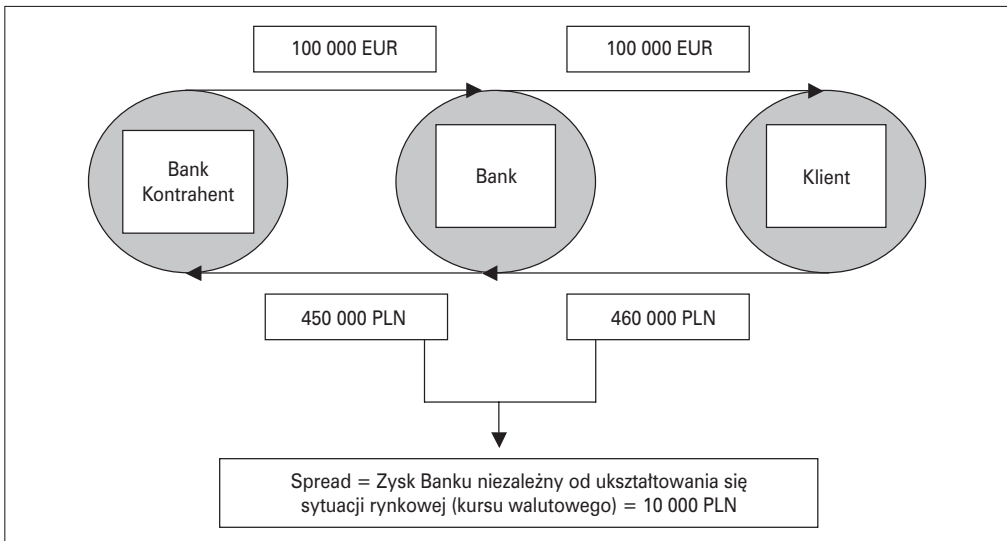 100 000 EUR
100 000 EUR
Bank
Kontrahent
Bank
Klient
450 000 PLN
460 000 PLN
Spread = Zysk Banku niezależny od ukształtowania się
sytuacji rynkowej (kursu walutowego) = 10 000 PLN